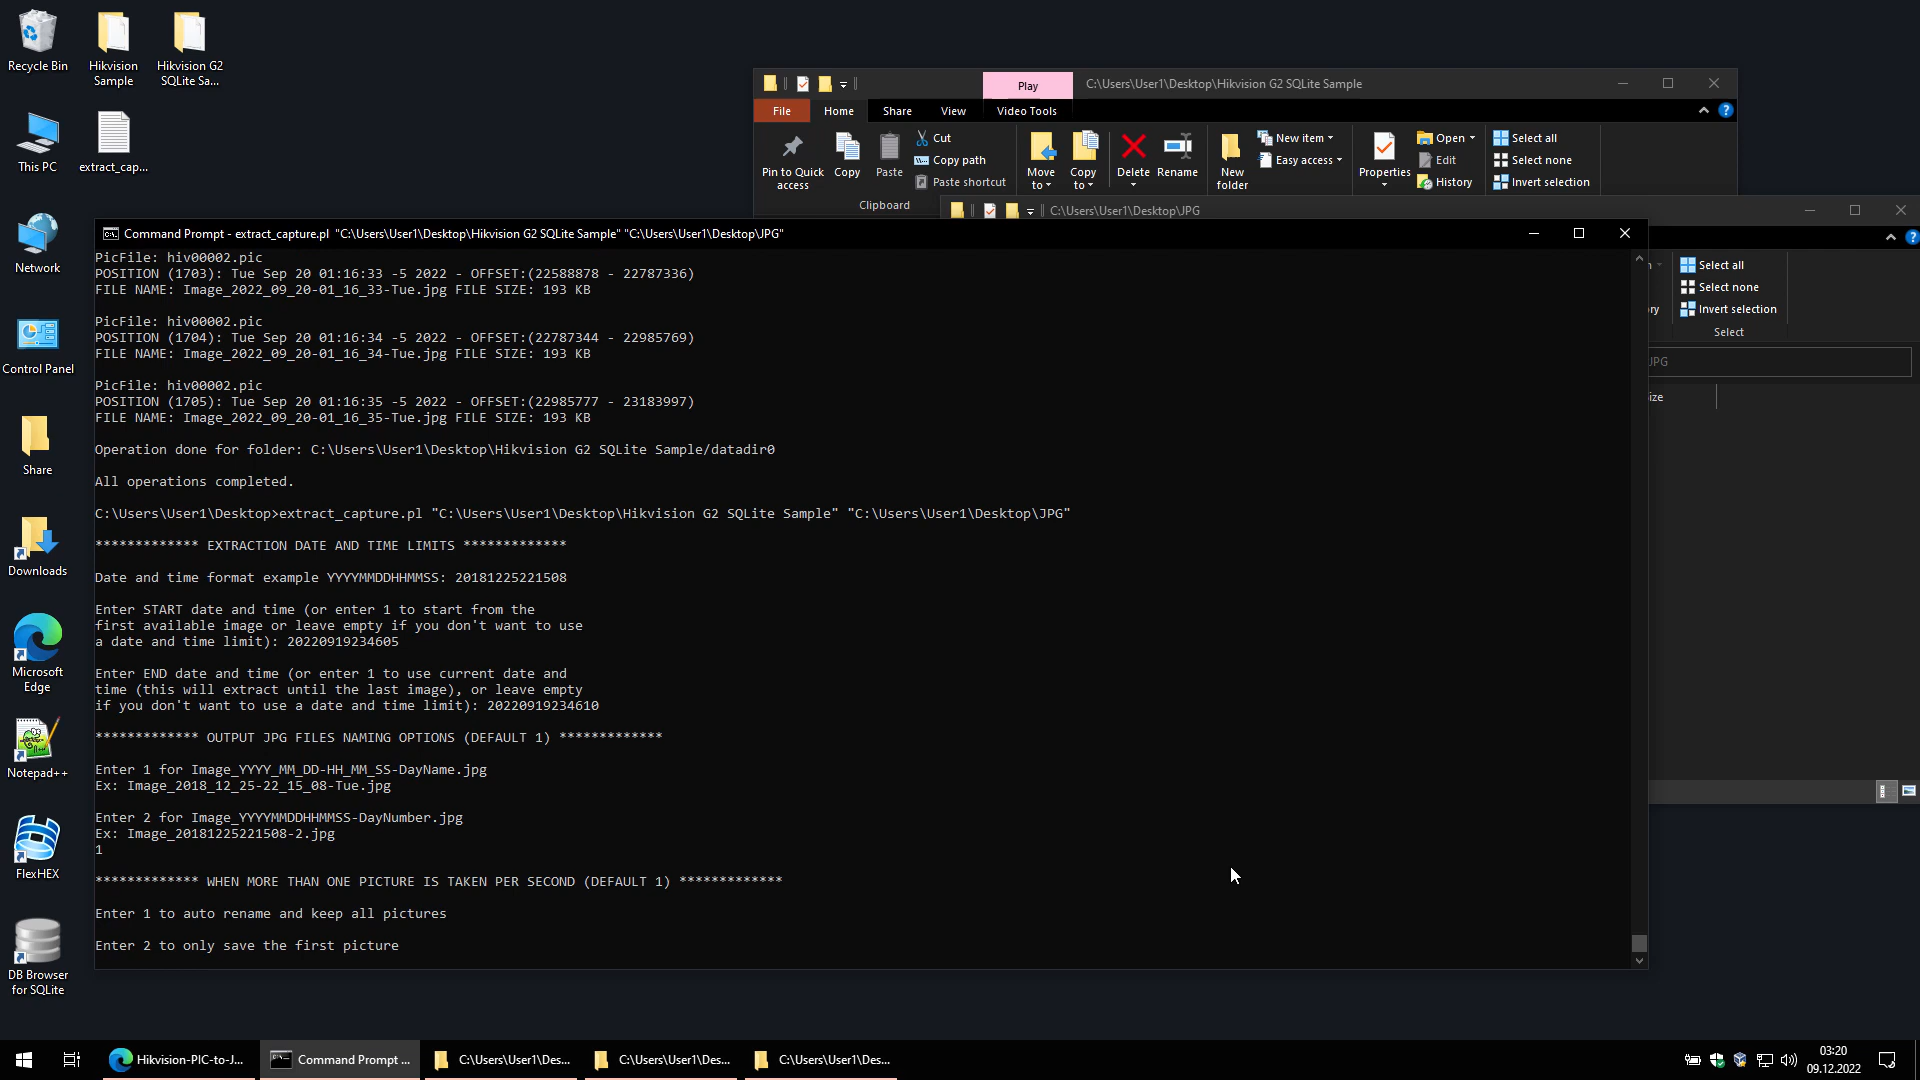 Recycle Bin
Hikvision
Sample
Hikvision G2
SQLite Sa...
This PC
extract_cap...
Network
Control Panel
Share
Downloads
Microsoft
Edge
Notepad++
FlexHEX
DB Browser
for SQLite
Play
C:\Users\User1\Desktop\Hikvision G2 SQLite Sample
File
Home
Share
View
Video Tools
Pin to Quick
access
Copy
Paste
Cut
Copy path
Paste shortcut
Clipboard
Move
to
Copy
to
Delete
Rename
New
folder
New item
Easy access
Properties
Open
Edit
History
Select all
Select none
Invert selection
C:\Users\User1\Desktop\JPG
Select all
Select none
Invert selection
ry
Select
JPG
ize
Command Prompt - extract_capture.pl "C:\Users\User1\Desktop\Hikvision G2 SQLite Sample" "C:\Users\User1\Desktop\JPG"
PicFile: hiv00002.pic
POSITION (1703): Tue Sep 20 01:16:33 -5 2022 - OFFSET:(22588878 - 22787336)
FILE NAME: Image_2022_09_20-01_16_33-Tue.jpg FILE SIZE: 193 KB
PicFile: hiv00002.pic
POSITION (1704): Tue Sep 20 01:16:34 -5 2022 - OFFSET:(22787344 - 22985769)
FILE NAME: Image_2022_09_20-01_16_34-Tue.jpg FILE SIZE: 193 KB
PicFile: hiv00002.pic
POSITION (1705): Tue Sep 20 01:16:35 -5 2022 - OFFSET:(22985777 - 23183997)
FILE NAME: Image_2022_09_20-01_16_35-Tue.jpg FILE SIZE: 193 KB
Operation done for folder: C:\Users\User1\Desktop\Hikvision G2 SQLite Sample/datadir0
All operations completed.
C:\Users\User1\Desktop>extract_capture.pl "C:\Users\User1\Desktop\Hikvision G2 SQLite Sample" "C:\Users\User1\Desktop\JPG"
************* EXTRACTION DATE AND TIME LIMITS *************
Date and time format example YYYYMMDDHHMMSS: 20181225221508
Enter START date and time (or enter 1 to start from the
first available image or leave empty if you don't want to use
a date and time limit): 20220919234605
Enter END date and time (or enter 1 to use current date and
time (this will extract until the last image), or leave empty
if you don't want to use a date and time limit): 20220919234610
************* OUTPUT JPG FILES NAMING OPTIONS (DEFAULT 1) *************
Enter 1 for Image_YYYY_MM_DD-HH_MM_SS-DayName.jpg
Ex: Image_2018_12_25-22_15_08-Tue.jpg
Enter 2 for Image_YYYYMMDDHHMMSS-DayNumber.jpg
Ex: Image_20181225221508-2.jpg
1
************* WHEN MORE THAN ONE PICTURE IS TAKEN PER SECOND (DEFAULT 1) *************
Enter 1 to auto rename and keep all pictures
Enter 2 to only save the first picture
Hikvision-PIC-to-J...
Command Prompt ...
C:\Users\User1\Des...
C:\Users\User1\Des...
C:\Users\User1\Des...
03:20
09.12.2022